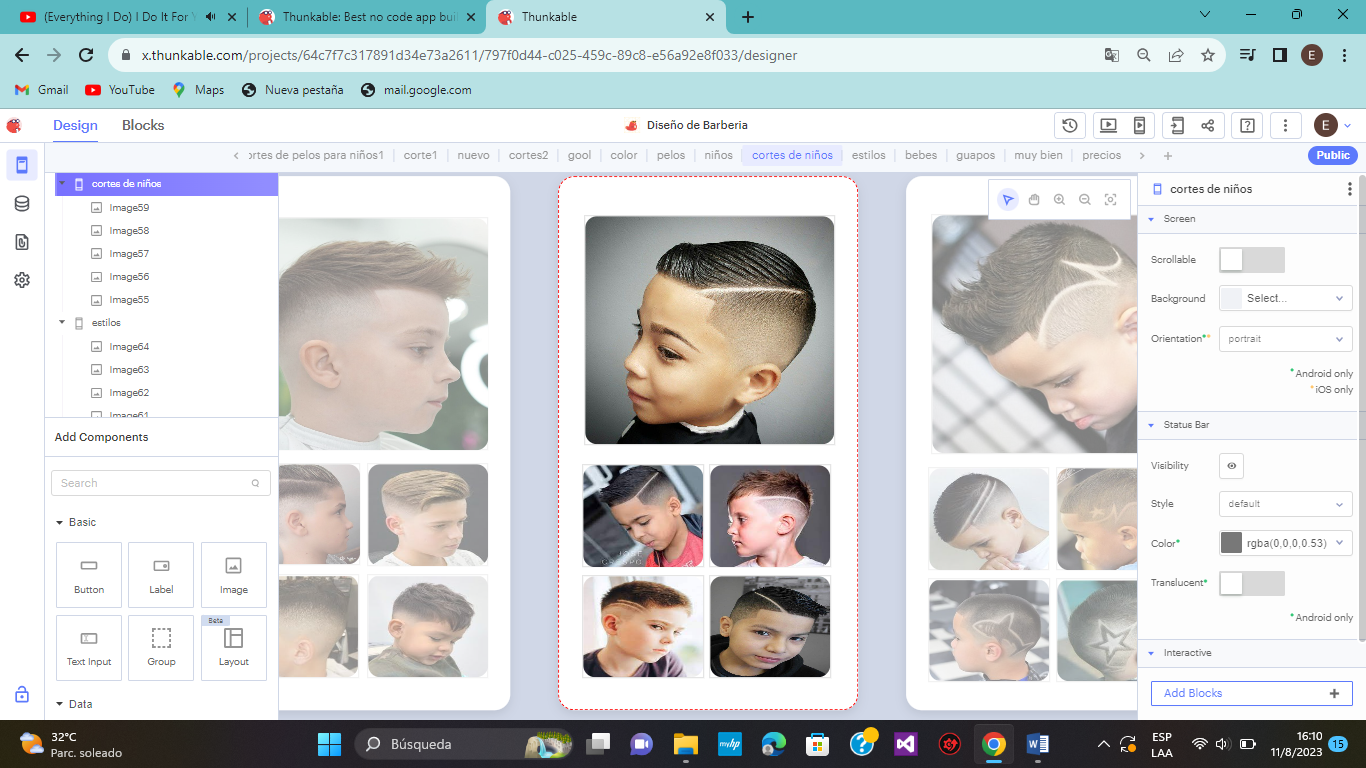 (Everything I Do) I Do It For Y
Thunkable: Best no code app buil
Thunkable
x.thunkable.com/projects/64c7f7c317891d34e73a2611/797f0d44-c025-459c-89c8-e56a92e8f033/designer
E
Gmail
YouTube
Maps
Nueva pestaña
mail.google.com
Design
Blocks
Diseño de Barberia
E
ortes de pelos para niños1
corte1
nuevo
cortes2
gool
color
pelos
niños
cortes de niños
estilos
bebes
guapos
muy bien
precios
Public
cortes de niños
Image59
Image58
Image57
Image56
Image55
estilos
Image64
Image63
Image62
Image61
Add Components
Search
Basic
Button
Label
Image
Text Input
Group
Beta
Layout
Data
cortes de niños
Screen
Scrollable
Background
Select...
Orientation**
portrait
*Android only
*iOS only
Status Bar
Visibility
Style
default
Color*
rgba(0,0,0,0.53)
Translucent*
*Android only
Interactive
Add Blocks
+
32°C
Parc. soleado
Búsqueda
myhp
ESP
LAA
16:10
11/8/2023
15